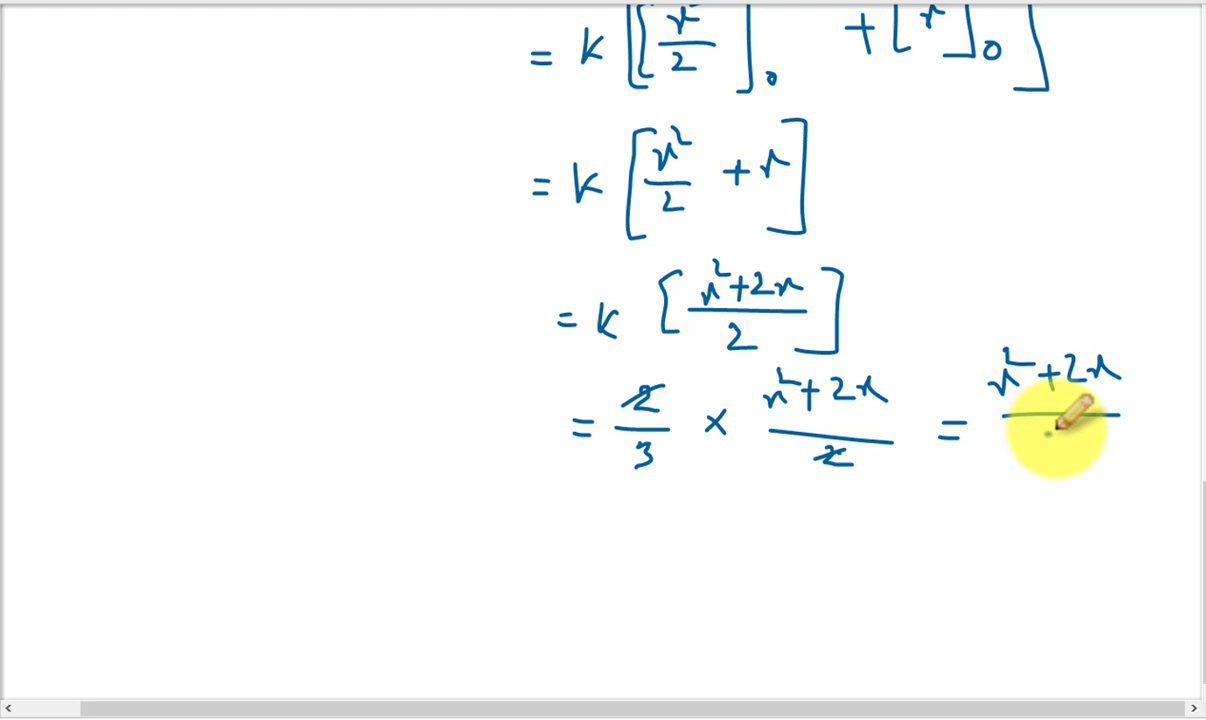 = k [[x²/2]₀ + [x]₀]
= k [x²/2 + x]
= k [x²+2x / 2]
= 2/3 × x²+2x / 2 = x²+2x